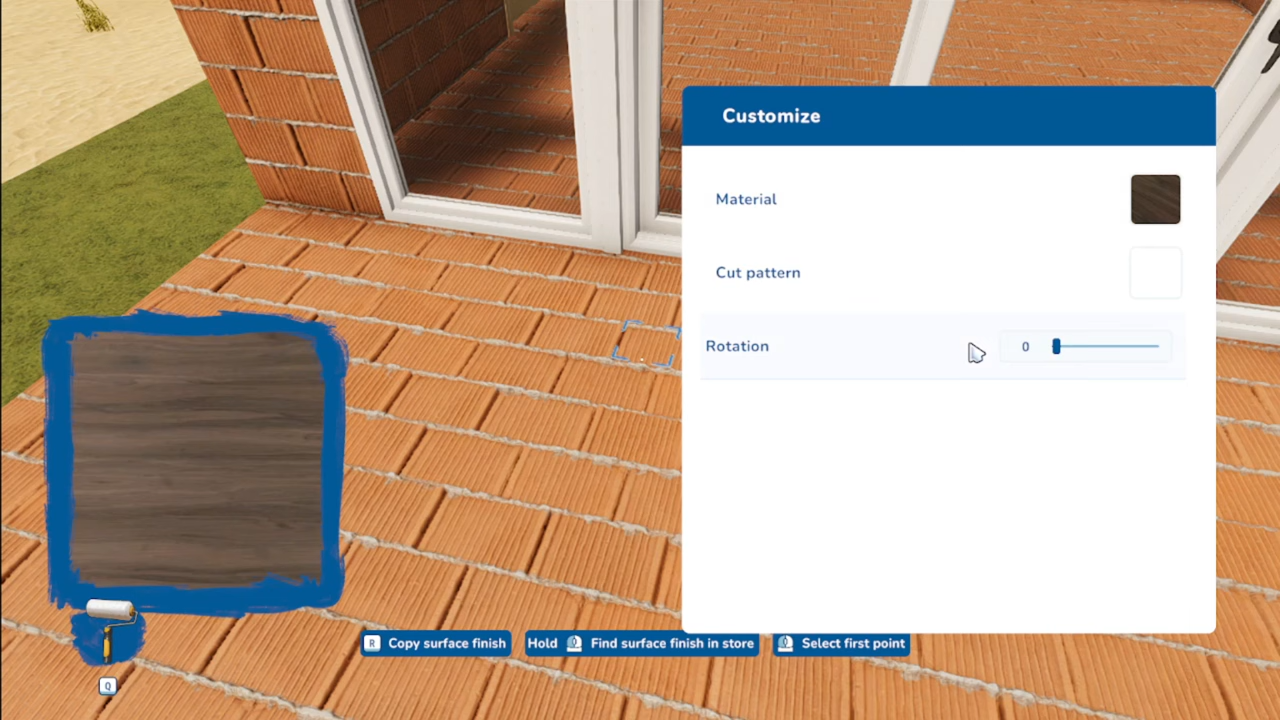 Customize
Material
Cut pattern
Rotation
0
R Copy surface finish
Hold Find surface finish in store
Select first point
Q